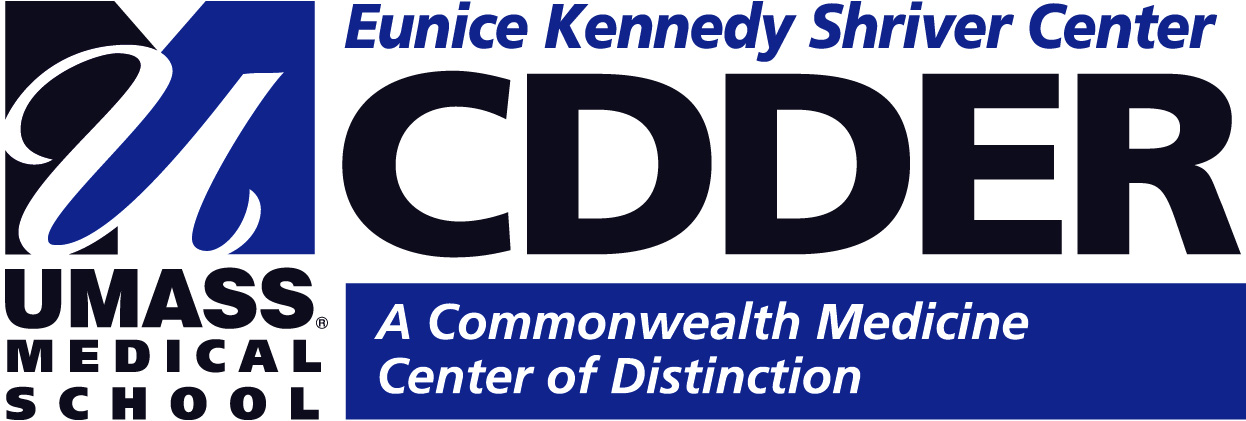 UMASS®
MEDICAL
SCHOOL
Eunice Kennedy Shriver Center
CDDER
A Commonwealth Medicine
Center of Distinction